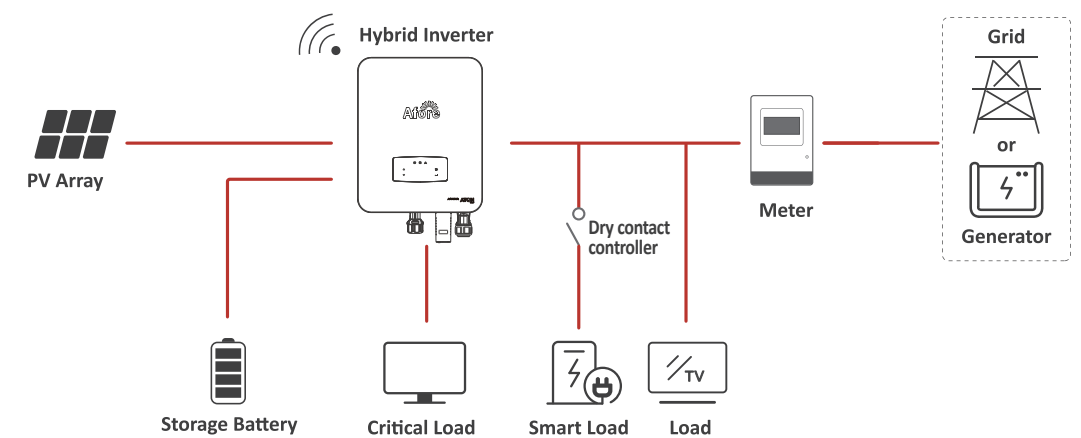 Hybrid Inverter
Grid
Afore
PV Array
or
Meter
Dry contact
controller
Generator
TV
Storage Battery
Critical Load
Smart Load
Load